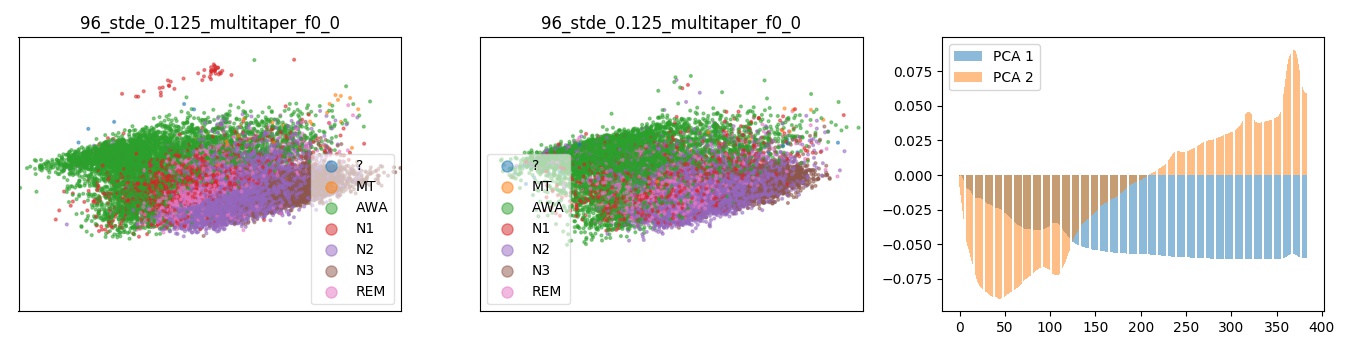 96_stde_0.125_multitaper_f0_0
?
MT
AWA
N1
N2
N3
REM
96_stde_0.125_multitaper_f0_0
?
MT
AWA
N1
N2
N3
REM
PCA 1
PCA 2
0.075
0.050
0.025
0.000
−0.025
−0.050
−0.075
0 50 100 150 200 250 300 350 400